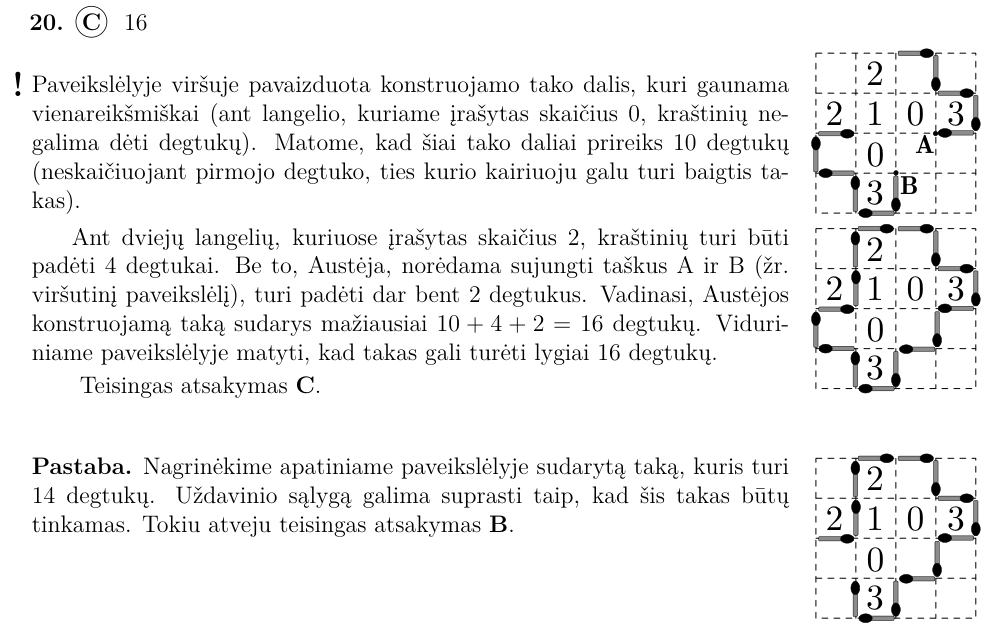 20. C 16
! Paveikslėlyje viršuje pavaizduota konstruojamo tako dalis, kuri gaunama
vienareikšmiškai (ant langelio, kuriame įrašytas skaičius 0, kraštinių ne-
galima dėti degtukų). Matome, kad šiai tako daliai prireiks 10 degtukų
(neskaičiuojant pirmojo degtuko, ties kurio kairiuoju galu turi baigtis ta-
kas).
Ant dviejų langelių, kuriuose įrašytas skaičius 2, kraštinių turi būti
padėti 4 degtukai. Be to, Austėja, norėdama sujungti taškus A ir B (žr.
viršutinį paveikslėlį), turi padėti dar bent 2 degtukus. Vadinasi, Austėjos
konstruojamą taką sudarys mažiausiai 10 + 4 + 2 = 16 degtukų. Viduri-
niame paveikslėlyje matyti, kad takas gali turėti lygiai 16 degtukų.
Teisingas atsakymas C.
Pastaba. Nagrinėkime apatiniame paveikslėlyje sudarytą taką, kuris turi
14 degtukų. Uždavinio sąlygą galima suprasti taip, kad šis takas būtų
tinkamas. Tokiu atveju teisingas atsakymas B.
2
2 1 0 3
A
0
B
3
2
2 1 0 3
0
3
2
2 1 0 3
0
3